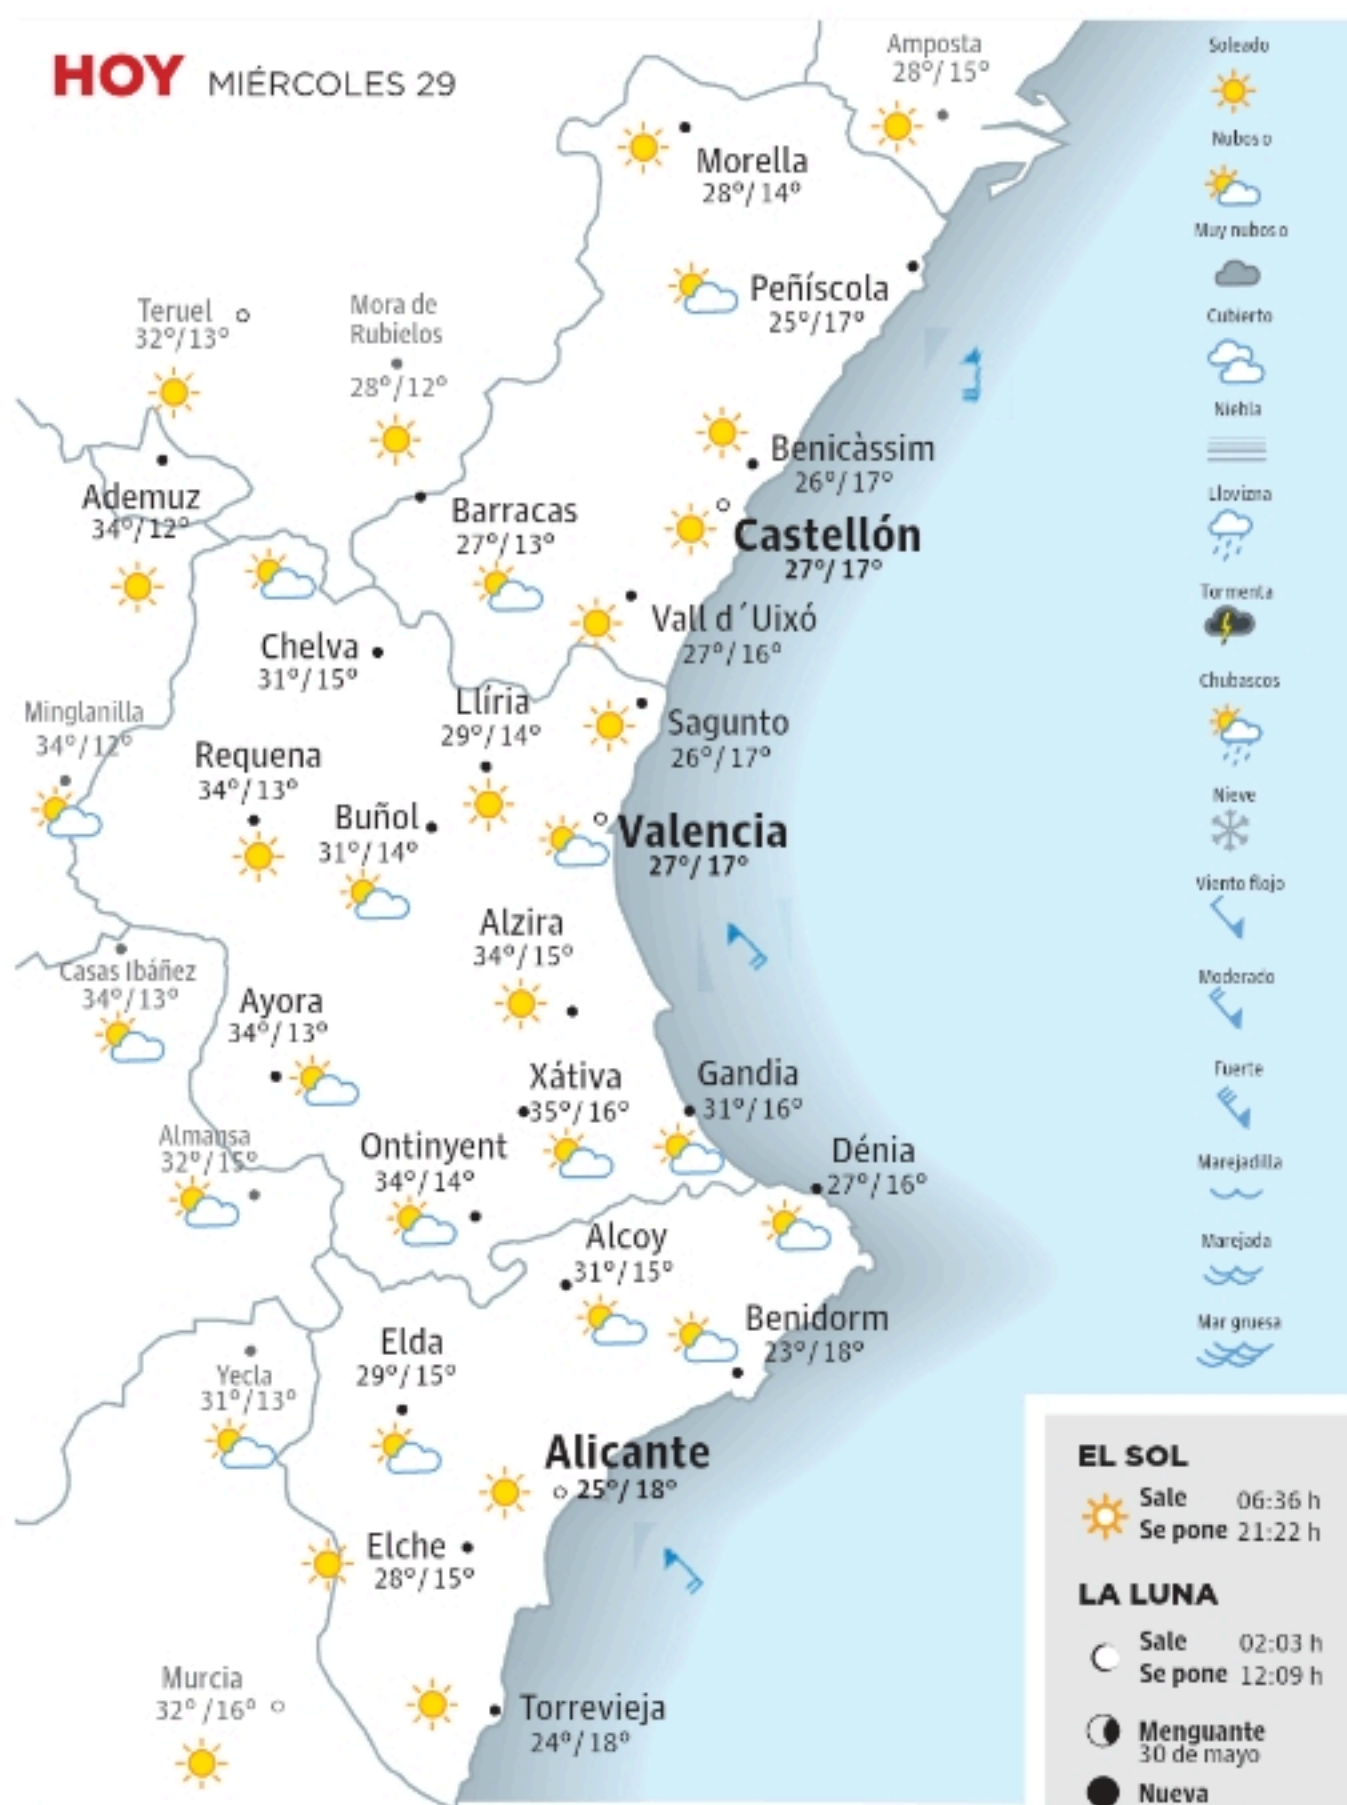 HOY MIÉRCOLES 29
Amposta
28º/15º
Morella
28º/14º
Peñíscola
25º/17º
Teruel
32º/13º
Mora de
Rubielos
28º/12º
Benicàssim
26º/17º
Ademuz
34º/12º
Barracas
27º/13º
Castellón
27º/17º
Vall d´Uixó
27º/16º
Chelva
31º/15º
Llíria
29º/14º
Minglanilla
34º/12º
Sagunto
26º/17º
Requena
34º/13º
Buñol
31º/14º
Valencia
27º/17º
Alzira
34º/15º
Casas Ibáñez
34º/13º
Ayora
34º/13º
Xátiva
35º/16º
Gandia
31º/16º
Almansa
32º/15º
Ontinyent
34º/14º
Dénia
27º/16º
Alcoy
31º/15º
Benidorm
23º/18º
Elda
29º/15º
Yecla
31º/13º
Alicante
25º/18º
Elche
28º/15º
Murcia
32º/16º
Torrevieja
24º/18º
Soleado
Nuboso
Muy nuboso
Cubierto
Niebla
Llovizna
Tormenta
Chubascos
Nieve
Viento flojo
Moderado
Fuerte
Marejadilla
Marejada
Mar gruesa
EL SOL
Sale 06:36 h
Se pone 21:22 h
LA LUNA
Sale 02:03 h
Se pone 12:09 h
Menguante
30 de mayo
Nueva